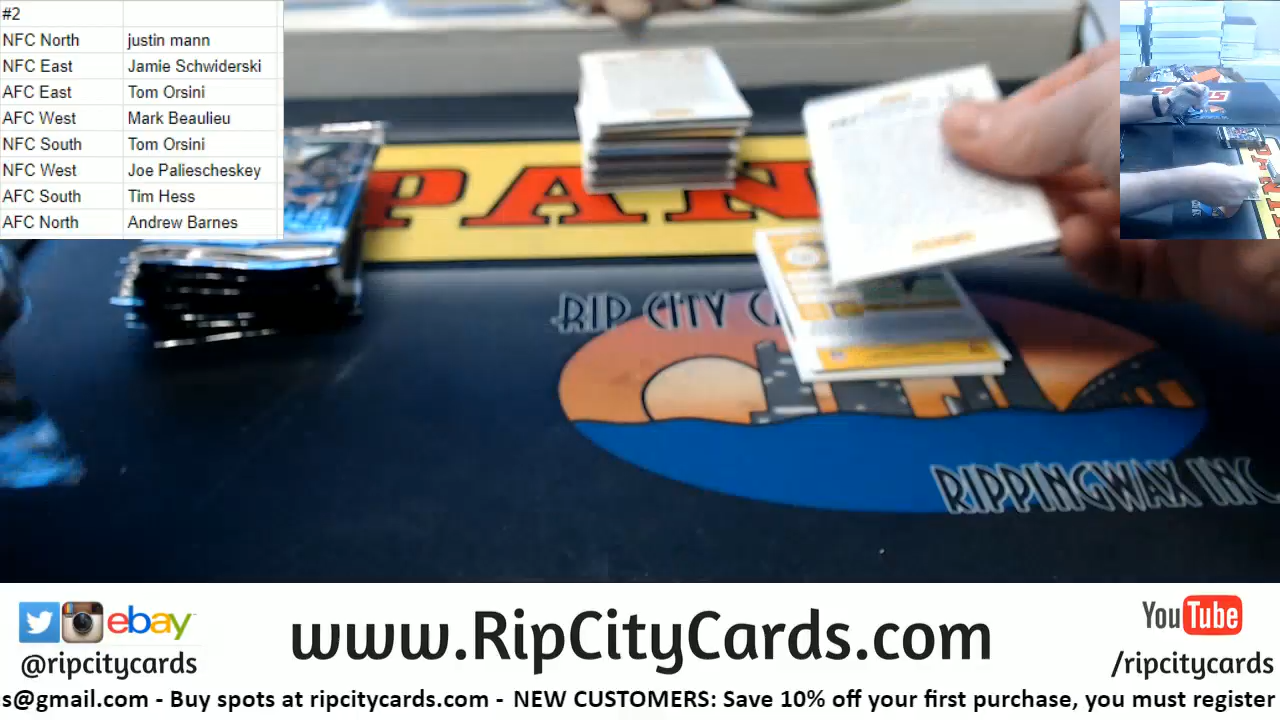 #2
NFC North justin mann
NFC East Jamie Schwiderski
AFC East Tom Orsini
AFC West Mark Beaulieu
NFC South Tom Orsini
NFC West Joe Paliescheskey
AFC South Tim Hess
AFC North Andrew Barnes
PAN
RIP CITY C
RIPPINGWAX INC
ebay
@ripcitycards
www.RipCityCards.com
YouTube
/ripcitycards
s@gmail.com - Buy spots at ripcitycards.com - NEW CUSTOMERS: Save 10% off your first purchase, you must register